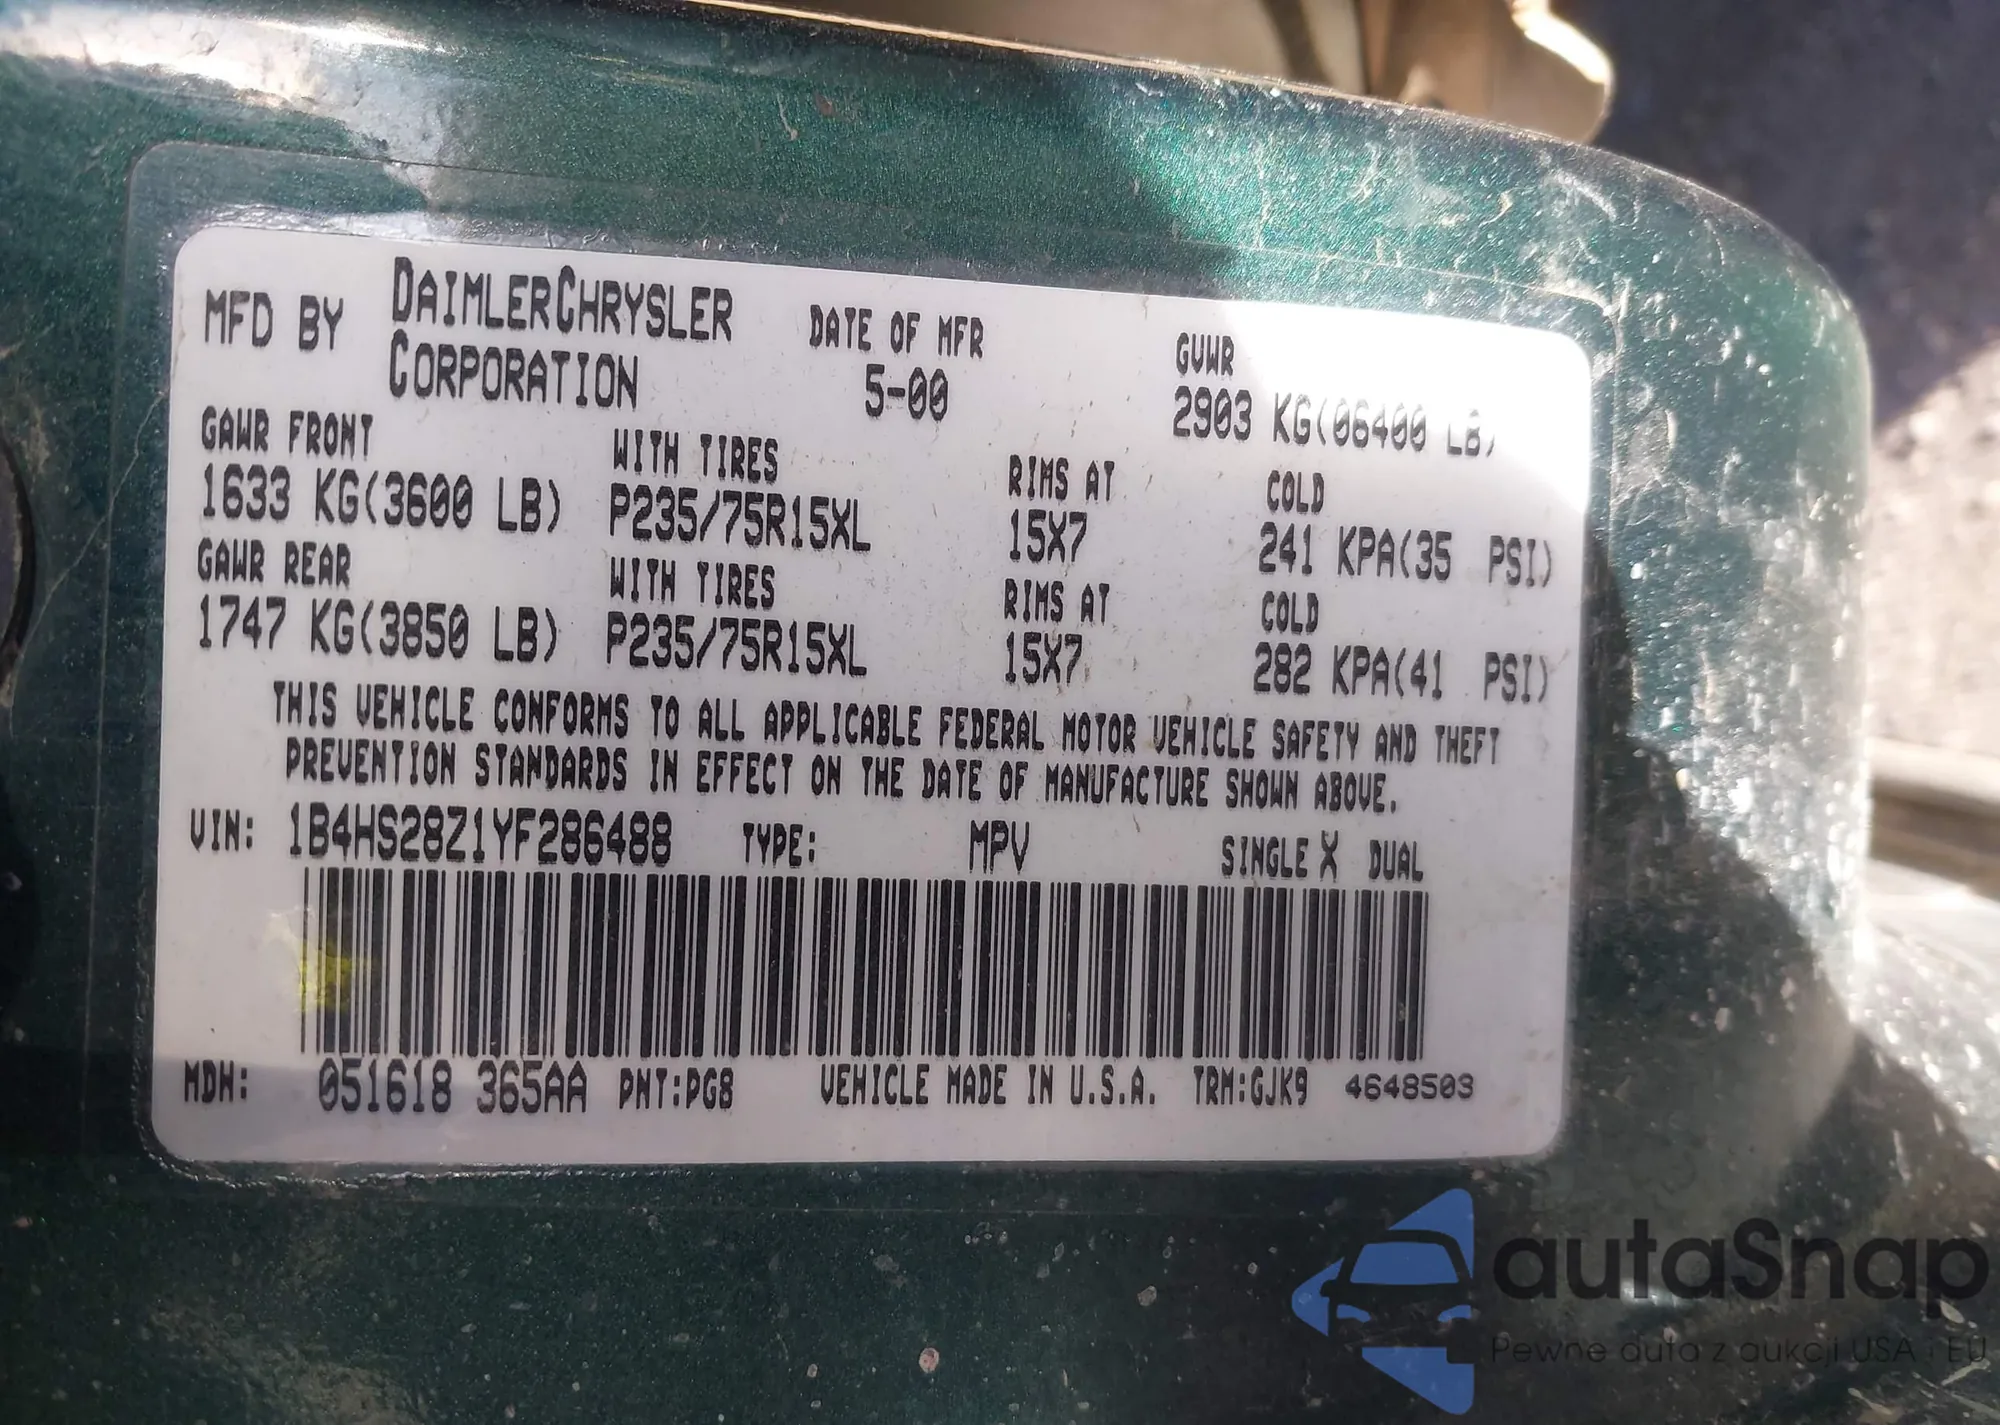 MFD BY DAIMLERCHRYSLER CORPORATION DATE OF MFR 5-00 GVWR 2903 KG(06400 LB)
GAWR FRONT WITH TIRES RIMS AT COLD
1633 KG(3600 LB) P235/75R15XL 15X7 241 KPA(35 PSI)
GAWR REAR WITH TIRES RIMS AT COLD
1747 KG(3850 LB) P235/75R15XL 15X7 282 KPA(41 PSI)
THIS VEHICLE CONFORMS TO ALL APPLICABLE FEDERAL MOTOR VEHICLE SAFETY AND THEFT
PREVENTION STANDARDS IN EFFECT ON THE DATE OF MANUFACTURE SHOWN ABOVE.
VIN: 1B4HS28Z1YF286488 TYPE: MPV SINGLE X DUAL
MDH: 051618 365AA PNT:PG8 VEHICLE MADE IN U.S.A. TRM:GJK9 4648503
autaSnap
Pewne auta z aukcji USA i EU